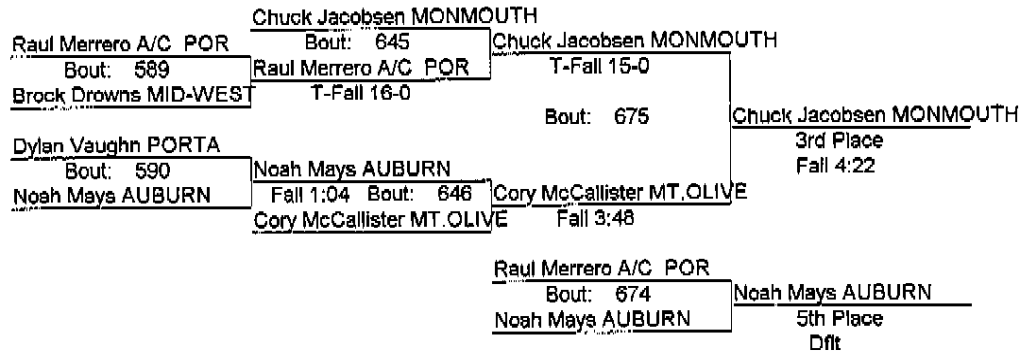 Chuck Jacobsen MONMOUTH
Raul Merrero A/C POR
Bout: 645
Chuck Jacobsen MONMOUTH
Bout: 589
Raul Merrero A/C POR
T-Fall 15-0
Brock Drowns MID-WEST
T-Fall 16-0
Bout: 675
Chuck Jacobsen MONMOUTH
Dylan Vaughn PORTA
3rd Place
Bout: 590
Noah Mays AUBURN
Fall 4:22
Noah Mays AUBURN
Fall 1:04 Bout: 646
Cory McCallister MT.OLIVE
Cory McCallister MT.OLIVE
Fall 3:48
Raul Merrero A/C POR
Bout: 674
Noah Mays AUBURN
Noah Mays AUBURN
5th Place
Dflt